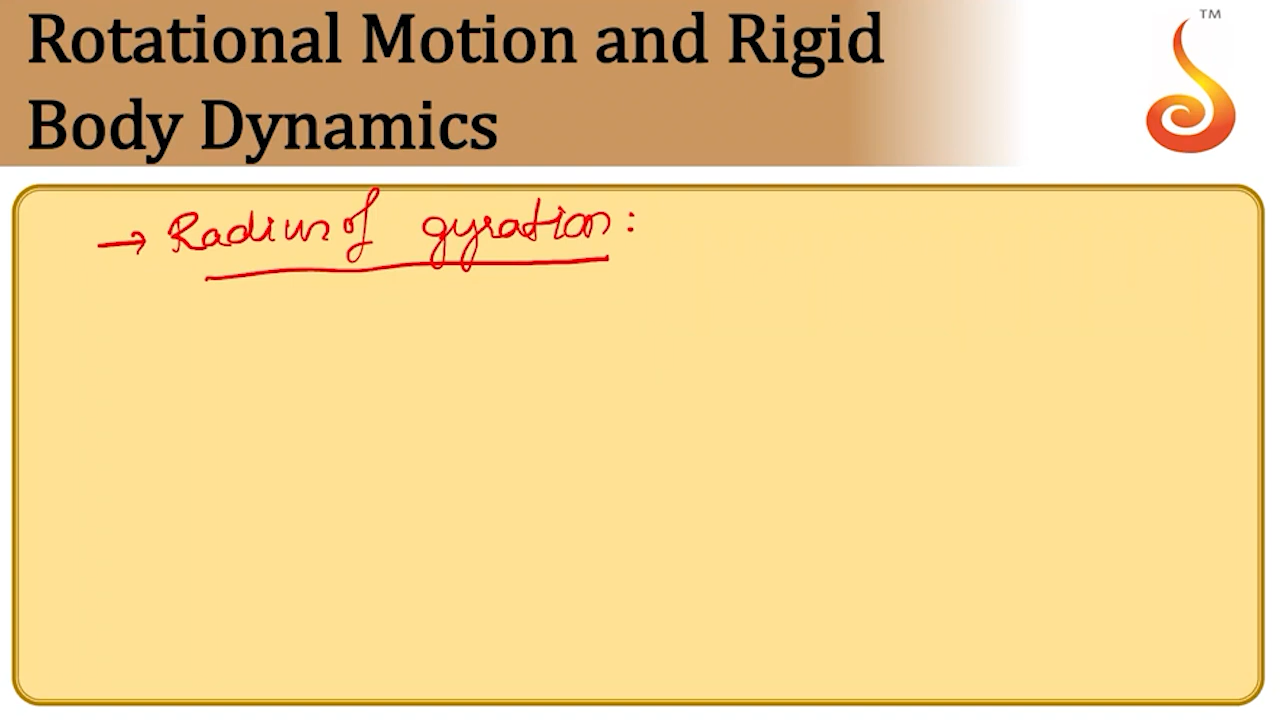 Rotational Motion and Rigid
Body Dynamics
TM
→ Radius of gyration :